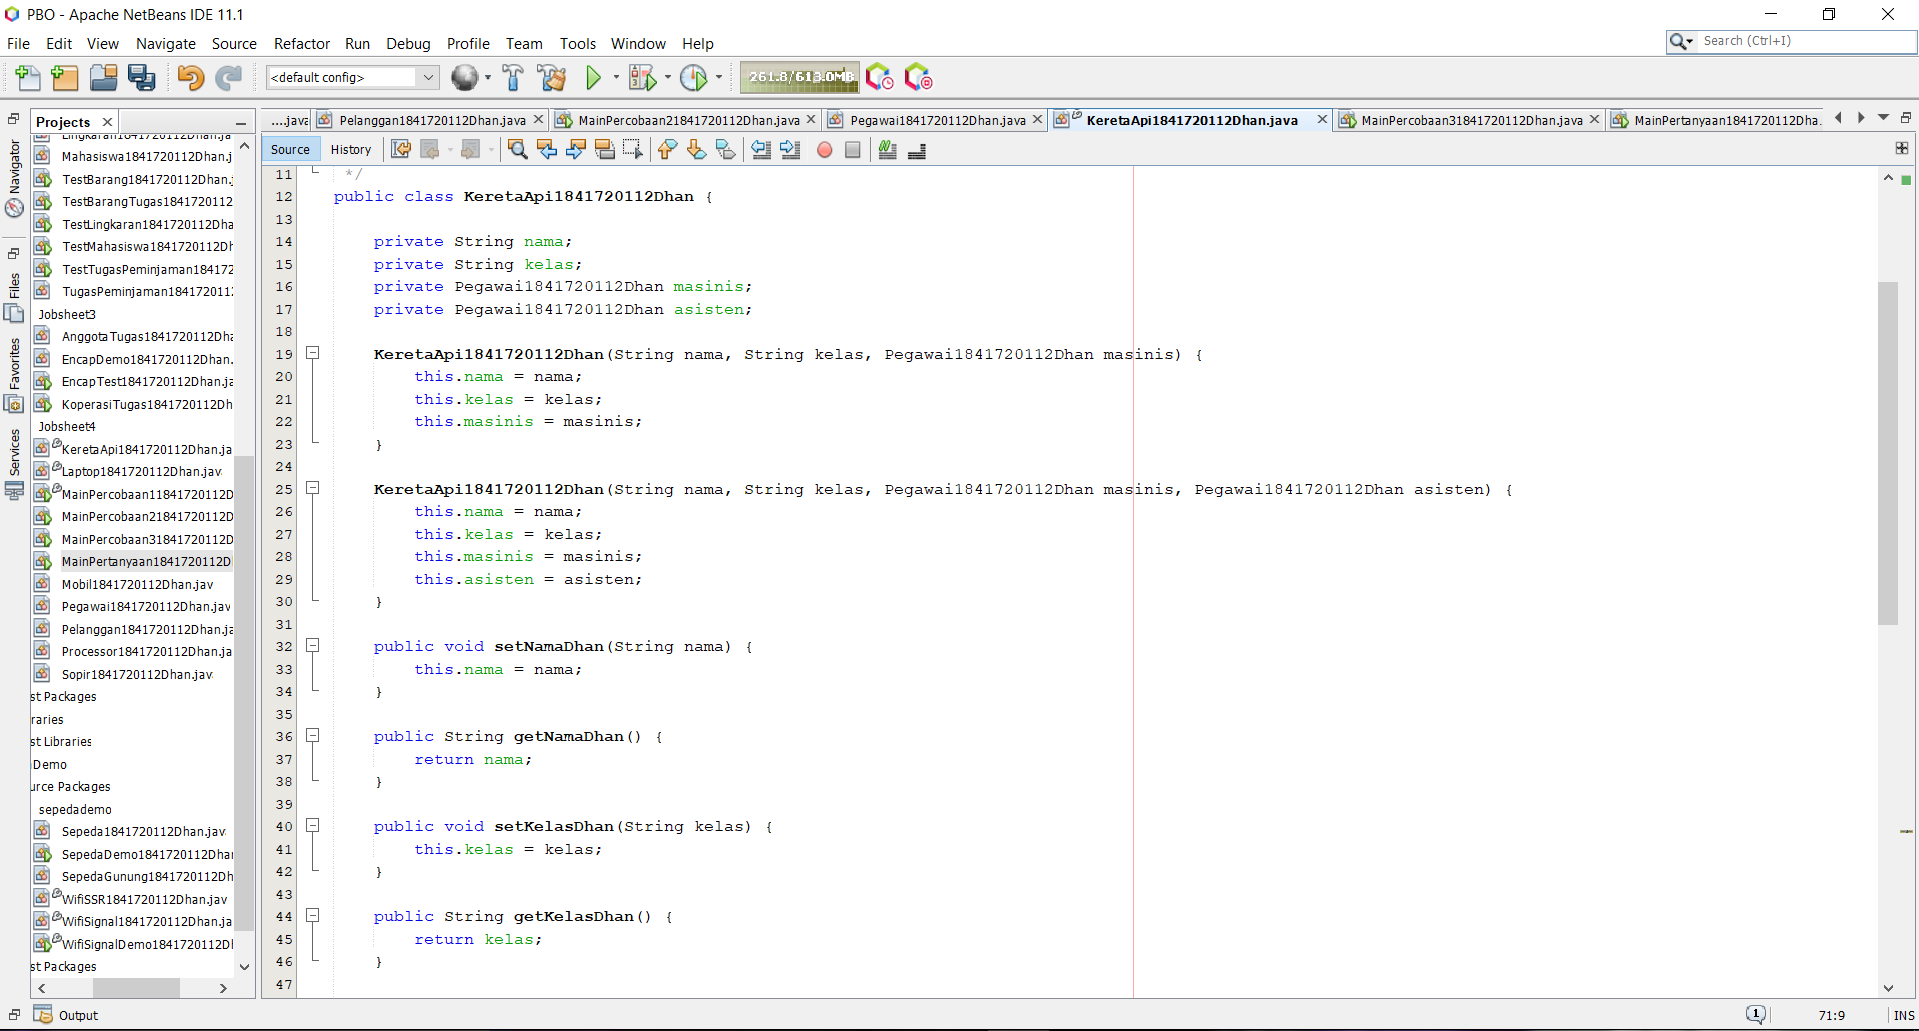 PBO - Apache NetBeans IDE 11.1
File Edit View Navigate Source Refactor Run Debug Profile Team Tools Window Help
Search (Ctrl+I)
<default config>
261.8/613.0MB
Projects
....java
Pelanggan1841720112Dhan.java
MainPercobaan21841720112Dhan.java
Pegawai1841720112Dhan.java
KeretaApi1841720112Dhan.java
MainPercobaan31841720112Dhan.java
MainPertanyaan1841720112Dha.
Source History
Navigator
Files
Favorites
Services
Lingkaran1841720112Dhan.ja
Mahasiswa1841720112Dhan.j
TestBarang1841720112Dhan.j
TestBarangTugas184172011​2
TestLingkaran1841720112Dha
TestMahasiswa1841720112Dh
TestTugasPeminjaman184172
TugasPeminjaman184172011
Jobsheet3
AnggotaTugas1841720112Dha
EncapDemo1841720112Dhan.
EncapTest1841720112Dhan.ja
KoperasiTugas1841720112Dh
Jobsheet4
KeretaApi1841720112Dhan.ja
Laptop1841720112Dhan.jav
MainPercobaan11841720112D
MainPercobaan21841720112D
MainPercobaan31841720112D
MainPertanyaan1841720112D
Mobil1841720112Dhan.jav
Pegawai1841720112Dhan.jav
Pelanggan1841720112Dhan.ja
Processor1841720112Dhan.ja
Sopir1841720112Dhan.jav
st Packages
raries
st Libraries
Demo
urce Packages
sepedademo
Sepeda1841720112Dhan.jav
SepedaDemo1841720112Dhar
SepedaGunung1841720112Dh
WifiSSR1841720112Dhan.jav
WifiSignal1841720112Dhan.ja
WifiSignalDemo1841720112Dh
st Packages
11 */
12 public class KeretaApi1841720112Dhan {
13
14 private String nama;
15 private String kelas;
16 private Pegawai1841720112Dhan masinis;
17 private Pegawai1841720112Dhan asisten;
18
19 KeretaApi1841720112Dhan(String nama, String kelas, Pegawai1841720112Dhan masinis) {
20 this.nama = nama;
21 this.kelas = kelas;
22 this.masinis = masinis;
23 }
24
25 KeretaApi1841720112Dhan(String nama, String kelas, Pegawai1841720112Dhan masinis, Pegawai1841720112Dhan asisten) {
26 this.nama = nama;
27 this.kelas = kelas;
28 this.masinis = masinis;
29 this.asisten = asisten;
30 }
31
32 public void setNamaDhan(String nama) {
33 this.nama = nama;
34 }
35
36 public String getNamaDhan() {
37 return nama;
38 }
39
40 public void setKelasDhan(String kelas) {
41 this.kelas = kelas;
42 }
43
44 public String getKelasDhan() {
45 return kelas;
46 }
47
Output
1
71:9
INS